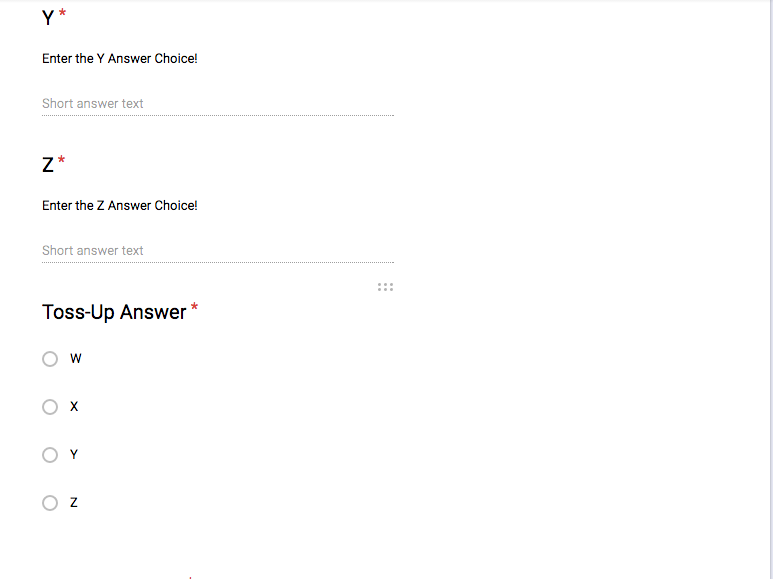 Y *
Enter the Y Answer Choice!
Short answer text
Z *
Enter the Z Answer Choice!
Short answer text
Toss-Up Answer *
W
X
Y
Z